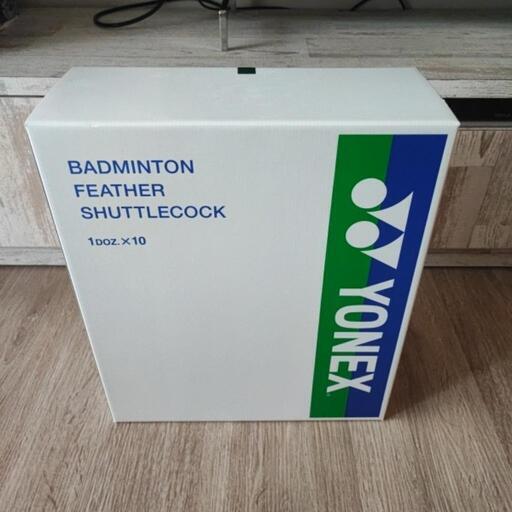 BADMINTON
FEATHER
SHUTTLECOCK
1DOZ.×10
YONEX